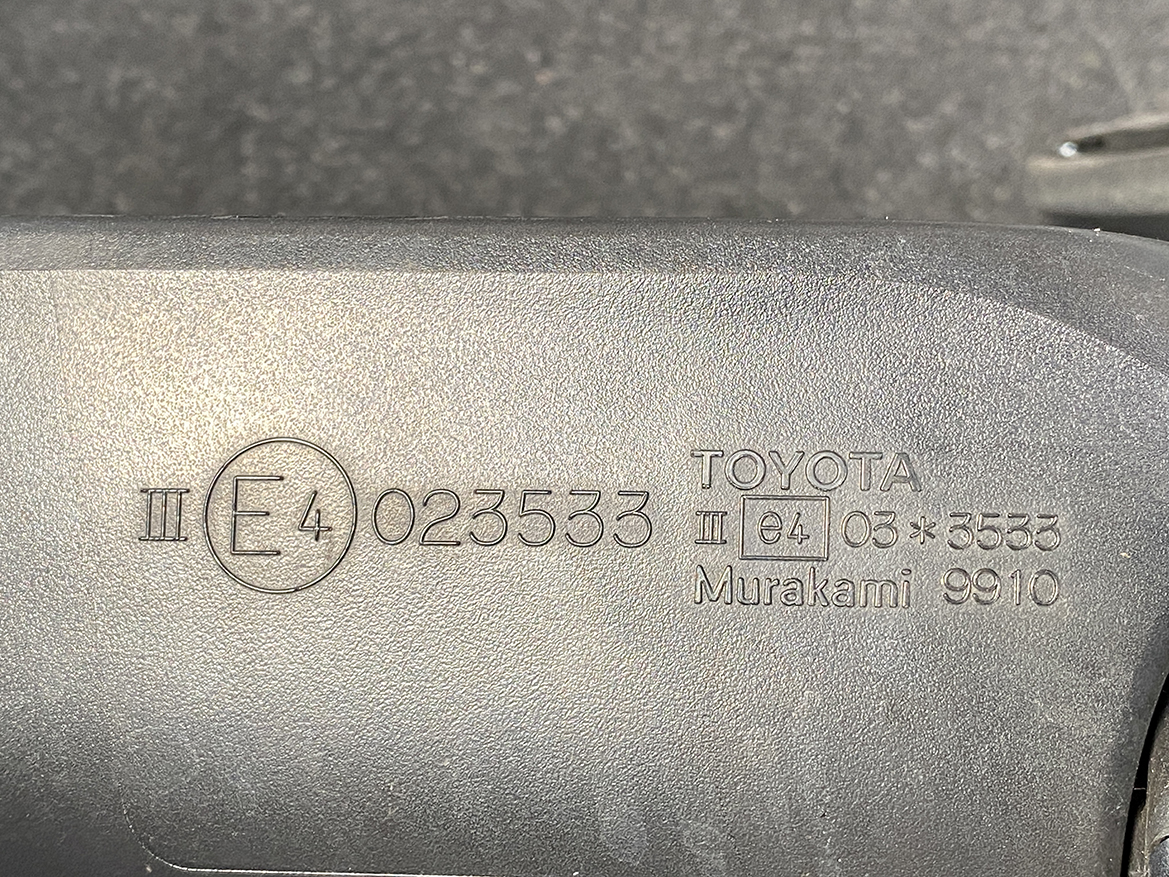 III E4 023533
TOYOTA
III e4 03*3533
Murakami 9910